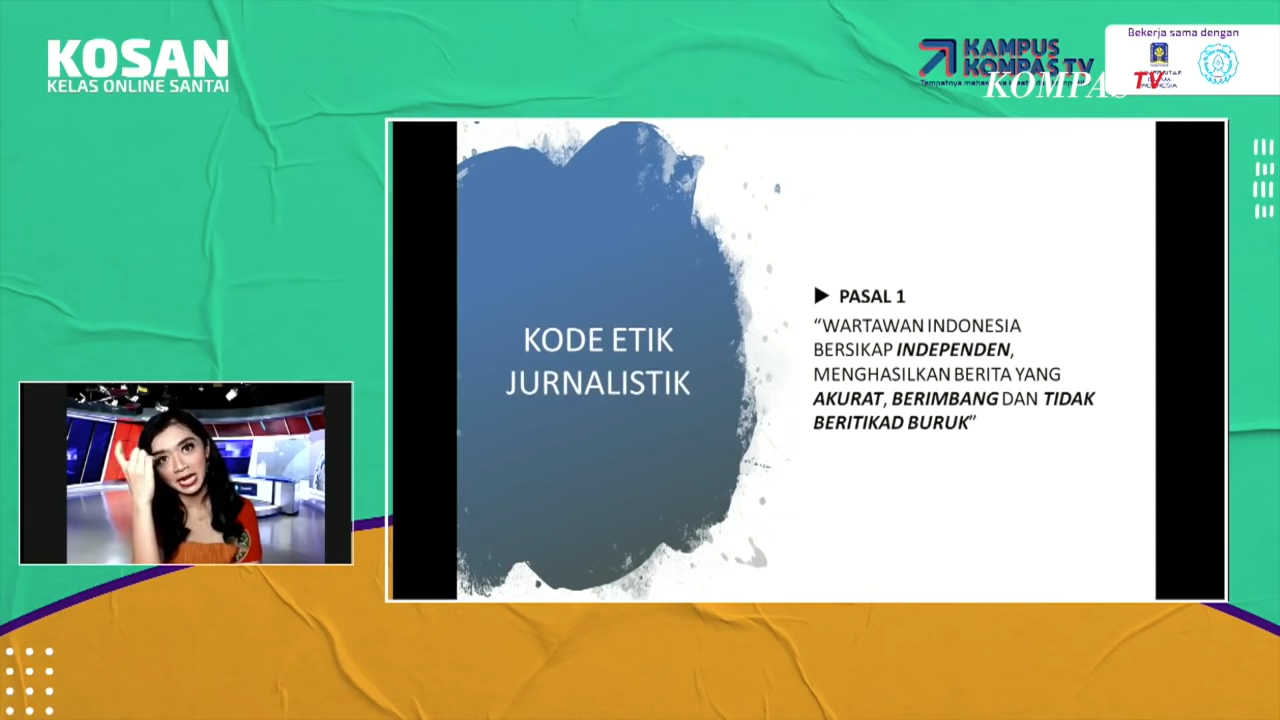 KOSAN
KELAS ONLINE SANTAI
KAMPUS
KOMPAS TV
Bekerja sama dengan
KOMPAS TV
KODE ETIK
JURNALISTIK
PASAL 1
“WARTAWAN INDONESIA
BERSIKAP INDEPENDEN,
MENGHASILKAN BERITA YANG
AKURAT, BERIMBANG DAN TIDAK
BERITIKAD BURUK”